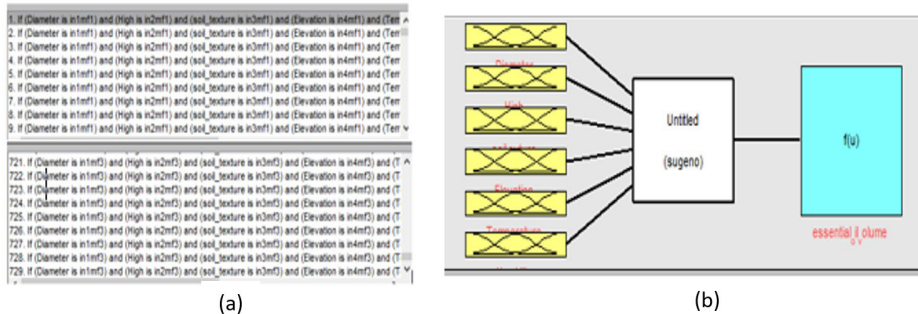 1. If (Diameter is in1mf1) and (High is in2mf1) and (soil_texture is in3mf1) and (Elevation is in4mf1) and (Tem
2. If (Diameter is in1mf1) and (High is in2mf1) and (soil_texture is in3mf1) and (Elevation is in4mf1) and (Tem
3. If (Diameter is in1mf1) and (High is in2mf1) and (soil_texture is in3mf1) and (Elevation is in4mf1) and (Tem
4. If (Diameter is in1mf1) and (High is in2mf1) and (soil_texture is in3mf1) and (Elevation is in4mf1) and (Tem
5. If (Diameter is in1mf1) and (High is in2mf1) and (soil_texture is in3mf1) and (Elevation is in4mf1) and (Tem
6. If (Diameter is in1mf1) and (High is in2mf1) and (soil_texture is in3mf1) and (Elevation is in4mf1) and (Tem
7. If (Diameter is in1mf1) and (High is in2mf1) and (soil_texture is in3mf1) and (Elevation is in4mf1) and (Tem
8. If (Diameter is in1mf1) and (High is in2mf1) and (soil_texture is in3mf1) and (Elevation is in4mf1) and (Tem
9. If (Diameter is in1mf1) and (High is in2mf1) and (soil_texture is in3mf1) and (Elevation is in4mf1) and (Tem
721. If (Diameter is in1mf3) and (High is in2mf3) and (soil_texture is in3mf3) and (Elevation is in4mf3) and (T
722. If (Diameter is in1mf3) and (High is in2mf3) and (soil_texture is in3mf3) and (Elevation is in4mf3) and (T
723. If (Diameter is in1mf3) and (High is in2mf3) and (soil_texture is in3mf3) and (Elevation is in4mf3) and (T
724. If (Diameter is in1mf3) and (High is in2mf3) and (soil_texture is in3mf3) and (Elevation is in4mf3) and (T
725. If (Diameter is in1mf3) and (High is in2mf3) and (soil_texture is in3mf3) and (Elevation is in4mf3) and (T
726. If (Diameter is in1mf3) and (High is in2mf3) and (soil_texture is in3mf3) and (Elevation is in4mf3) and (T
727. If (Diameter is in1mf3) and (High is in2mf3) and (soil_texture is in3mf3) and (Elevation is in4mf3) and (T
728. If (Diameter is in1mf3) and (High is in2mf3) and (soil_texture is in3mf3) and (Elevation is in4mf3) and (T
729. If (Diameter is in1mf3) and (High is in2mf3) and (soil_texture is in3mf3) and (Elevation is in4mf3) and (T
(a)
Diameter
High
Elevation
Temperature
Untitled
(sugeno)
f(u)
essential_oil_volume
(b)